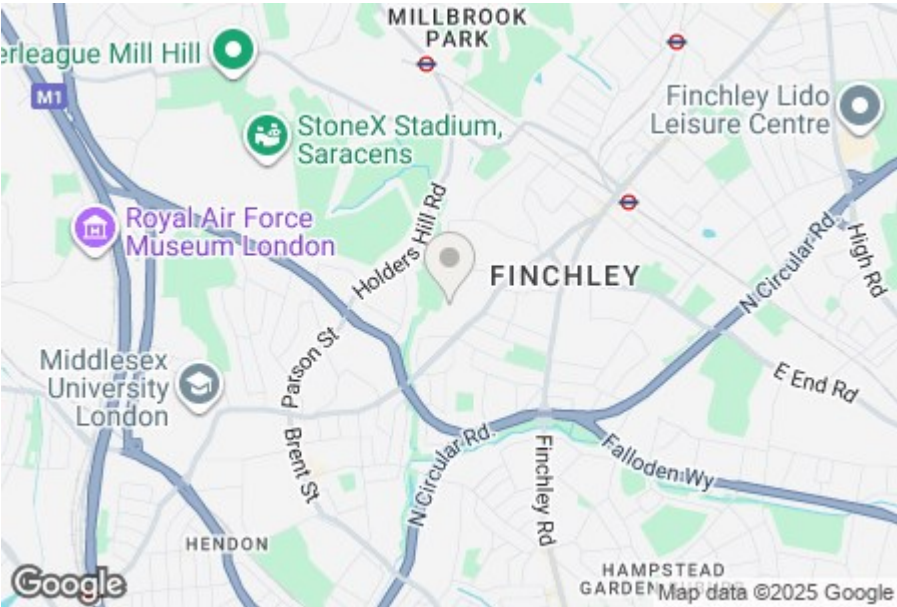 MILLBROOK
PARK
erleague Mill Hill
M1
Finchley Lido
Leisure Centre
StoneX Stadium,
Saracens
Royal Air Force
Museum London
Holders Hill Rd
FINCHLEY
N Circular Rd.
High Rd
Middlesex
University
London
Parson St
E End Rd
Brent St
N Circular Rd.
Finchley Rd
Falloden Wy
HENDON
HAMPSTEAD
GARDEN
Google
Map data ©2025 Google